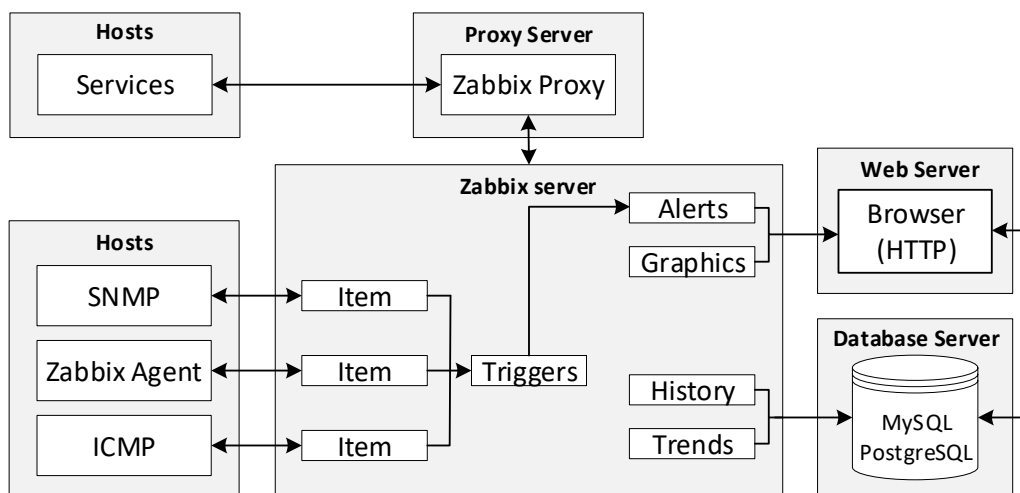 Hosts
Services
Proxy Server
Zabbix Proxy
Zabbix server
Alerts
Graphics
Web Server
Browser
(HTTP)
Hosts
SNMP
Zabbix Agent
ICMP
Item
Item
Item
Triggers
History
Trends
Database Server
MySQL
PostgreSQL